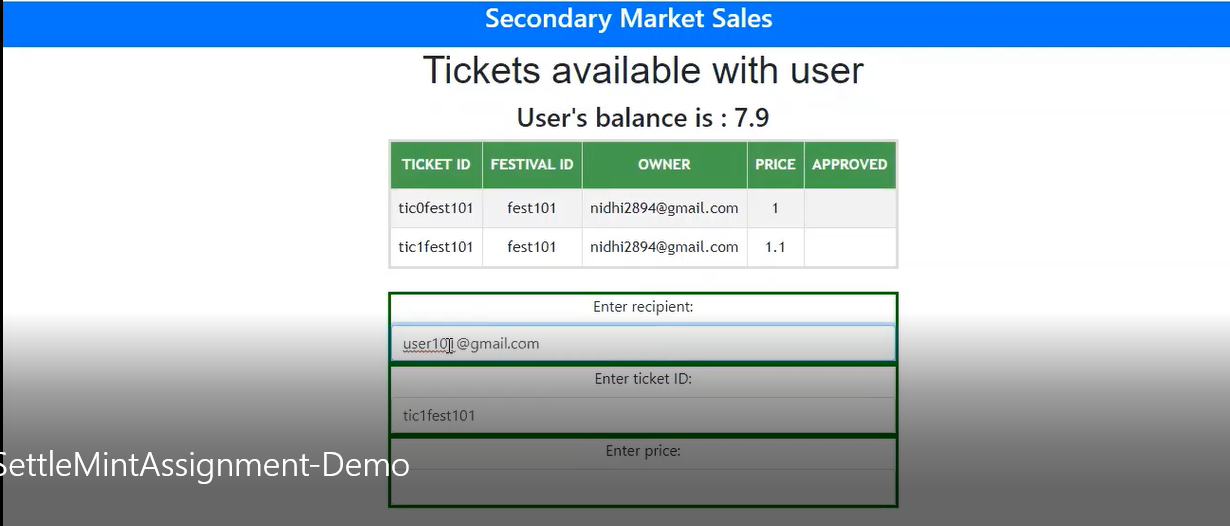 Secondary Market Sales
Tickets available with user
User's balance is : 7.9
TICKET ID FESTIVAL ID OWNER PRICE APPROVED
tic0fest101 fest101 nidhi2894@gmail.com 1
tic1fest101 fest101 nidhi2894@gmail.com 1.1
Enter recipient:
user101@gmail.com
Enter ticket ID:
tic1fest101
Enter price:
SettleMintAssignment-Demo